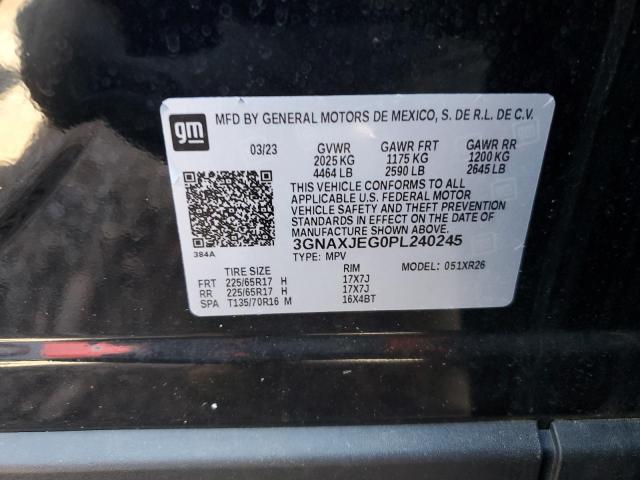 gm
MFD BY GENERAL MOTORS DE MEXICO, S. DE R.L. DE C.V.
03/23 GVWR GAWR FRT GAWR RR
2025 KG 1175 KG 1200 KG
4464 LB 2590 LB 2645 LB
THIS VEHICLE CONFORMS TO ALL
APPLICABLE U.S. FEDERAL MOTOR
VEHICLE SAFETY AND THEFT PREVENTION
STANDARDS IN EFFECT ON THE DATE OF
MANUFACTURE SHOWN ABOVE.
3GNAXJEG0PL240245
384A
TYPE: MPV MODEL: 051XR26
TIRE SIZE RIM
FRT 225/65R17 H 17X7J
RR 225/65R17 H 17X7J
SPA T135/70R16 M 16X4BT